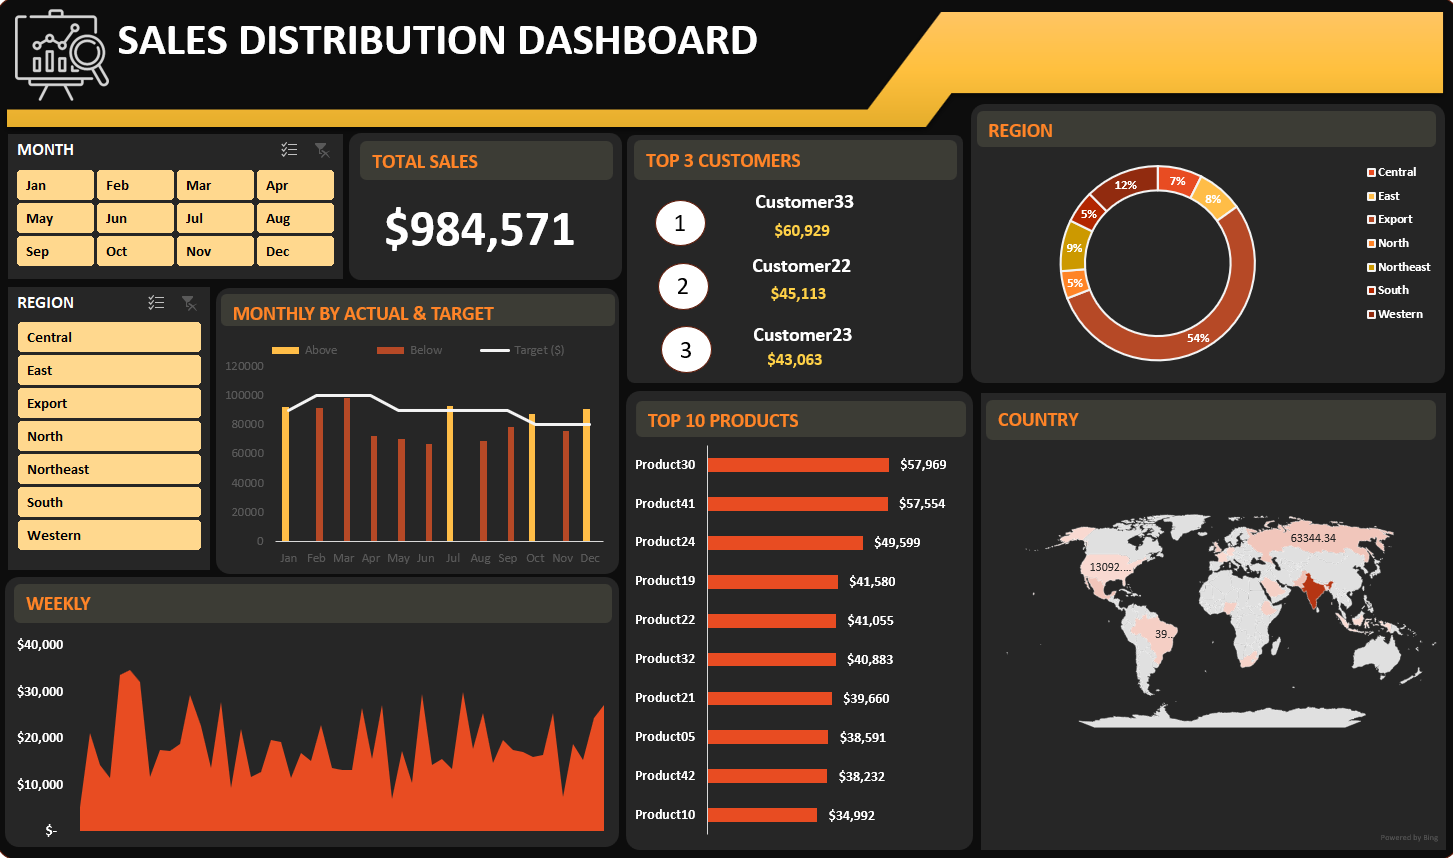 SALES DISTRIBUTION DASHBOARD
MONTH
Jan Feb Mar Apr
May Jun Jul Aug
Sep Oct Nov Dec
TOTAL SALES
$984,571
TOP 3 CUSTOMERS
1 Customer33
$60,929
2 Customer22
$45,113
3 Customer23
$43,063
REGION
7%
8%
54%
5%
9%
5%
12%
Central
East
Export
North
Northeast
South
Western
REGION
Central
East
Export
North
Northeast
South
Western
MONTHLY BY ACTUAL & TARGET
Above Below Target ($)
120000
100000
80000
60000
40000
20000
0
Jan Feb Mar Apr May Jun Jul Aug Sep Oct Nov Dec
TOP 10 PRODUCTS
Product30 $57,969
Product41 $57,554
Product24 $49,599
Product19 $41,580
Product22 $41,055
Product32 $40,883
Product21 $39,660
Product05 $38,591
Product42 $38,232
Product10 $34,992
COUNTRY
63344.34
13092....
39...
Powered by Bing
WEEKLY
$40,000
$30,000
$20,000
$10,000
$-